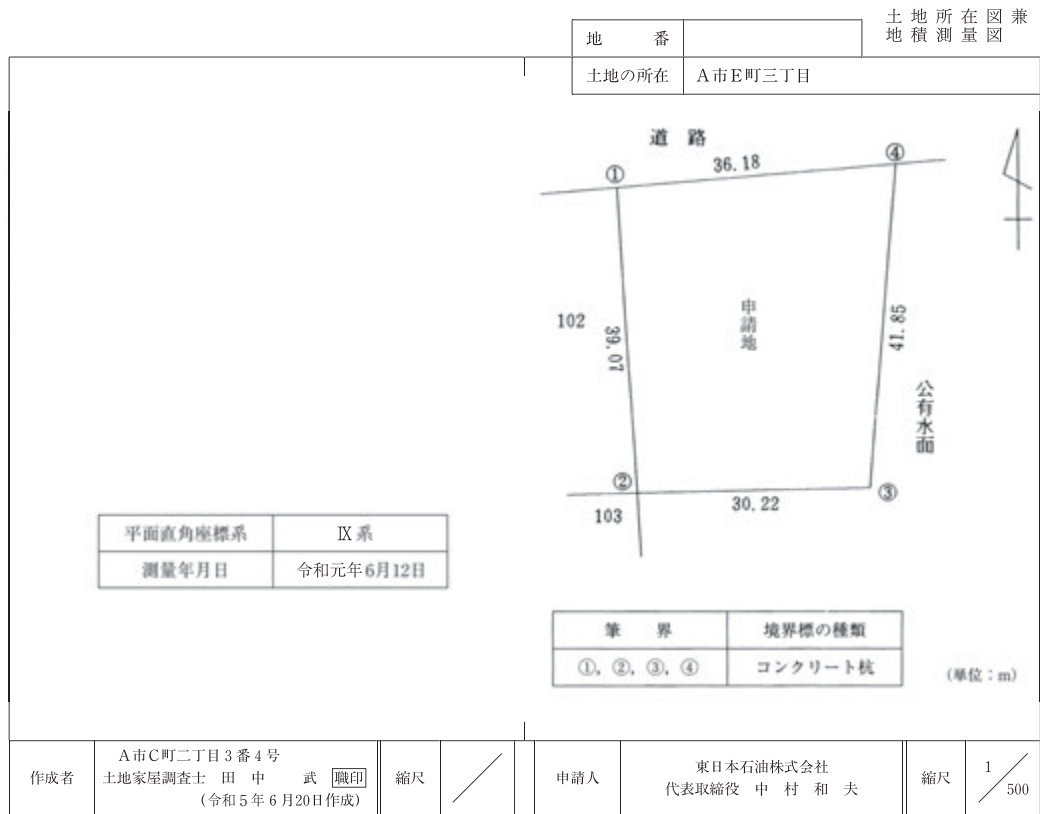 土地所在図兼
地積測量図
地　　番
土地の所在　A市E町三丁目
道　路
①
36.18
④
102
39.07
申請地
41.85
公有水面
②
30.22
③
103
平面直角座標系　Ⅸ系
測量年月日　令和元年6月12日
筆　界　境界標の種類
①，②，③，④　コンクリート杭
(単位：m)
作成者
A市C町二丁目3番4号
土地家屋調査士　田　中　　武　職印
(令和5年6月20日作成)
縮尺
申請人
東日本石油株式会社
代表取締役　中　村　和　夫
縮尺
1／500